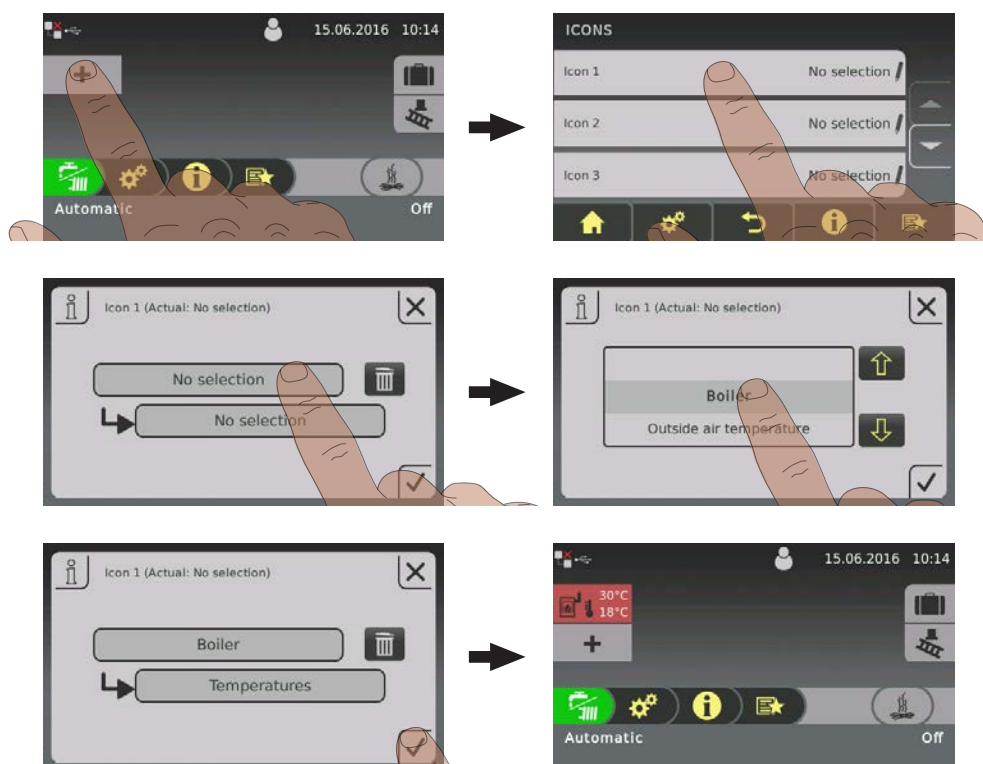 15.06.2016 10:14
Automatic
Off
ICONS
Icon 1 No selection
Icon 2 No selection
Icon 3 No selection
Icon 1 (Actual: No selection)
No selection
No selection
Icon 1 (Actual: No selection)
Boiler
Outside air temperature
Icon 1 (Actual: No selection)
Boiler
Temperatures
15.06.2016 10:14
30°C
18°C
Automatic
Off